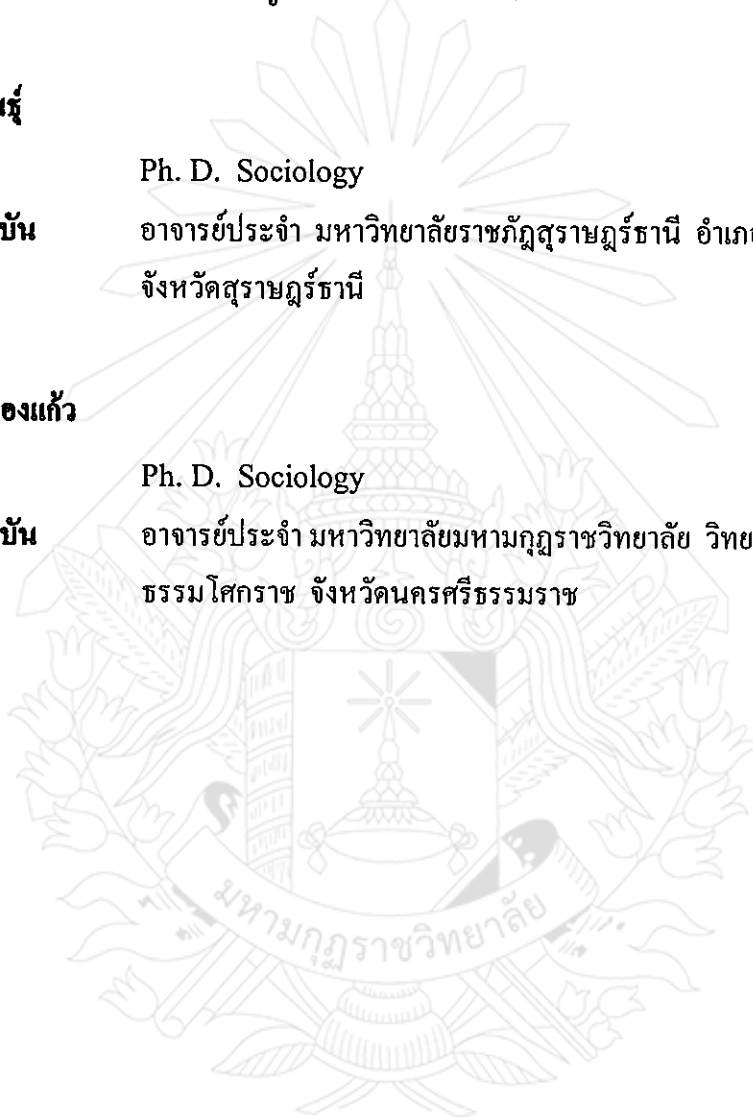 Ph. D. Sociology
บัน อาจารย์ประจำ มหาวิทยาลัยราชภัฏสุราษฎร์ธานี อำเภอ
จังหวัดสุราษฎร์ธานี
องแก้ว
Ph. D. Sociology
บัน อาจารย์ประจำ มหาวิทยาลัยมหามกุฏราชวิทยาลัย วิทย
ธรรมโศกราช จังหวัดนครศรีธรรมราช
มหามกุฏราชวิทยาลัย